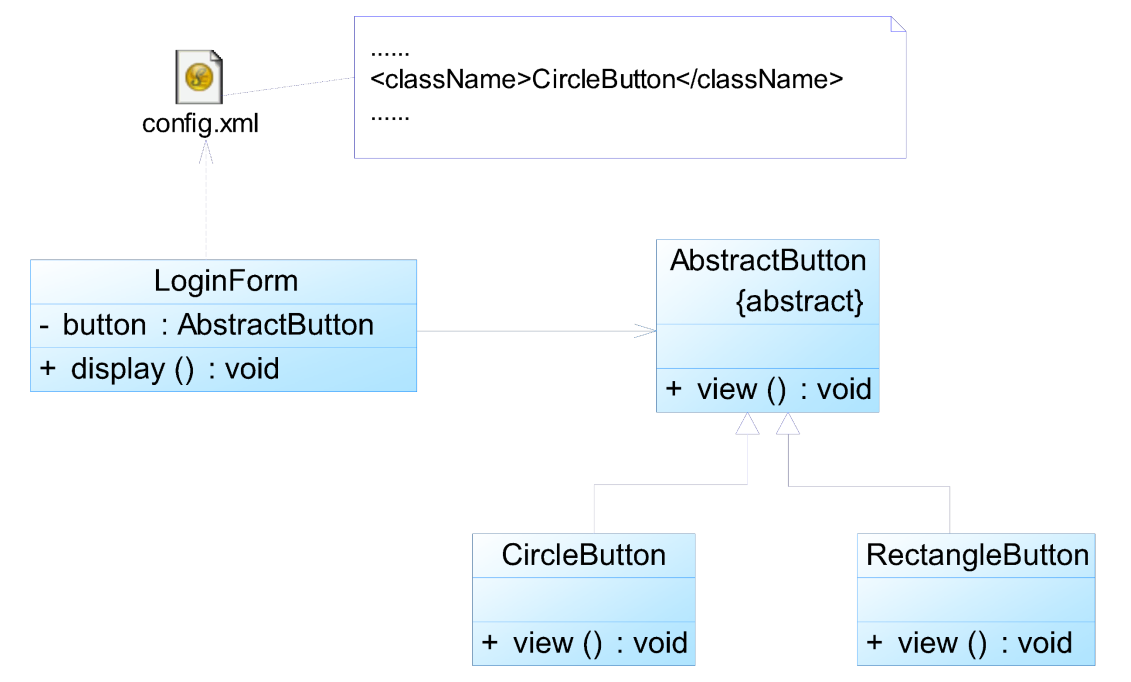 ......
<className>CircleButton</className>
......
config.xml
LoginForm
- button : AbstractButton
+ display () : void
AbstractButton
{abstract}
+ view () : void
CircleButton
+ view () : void
RectangleButton
+ view () : void